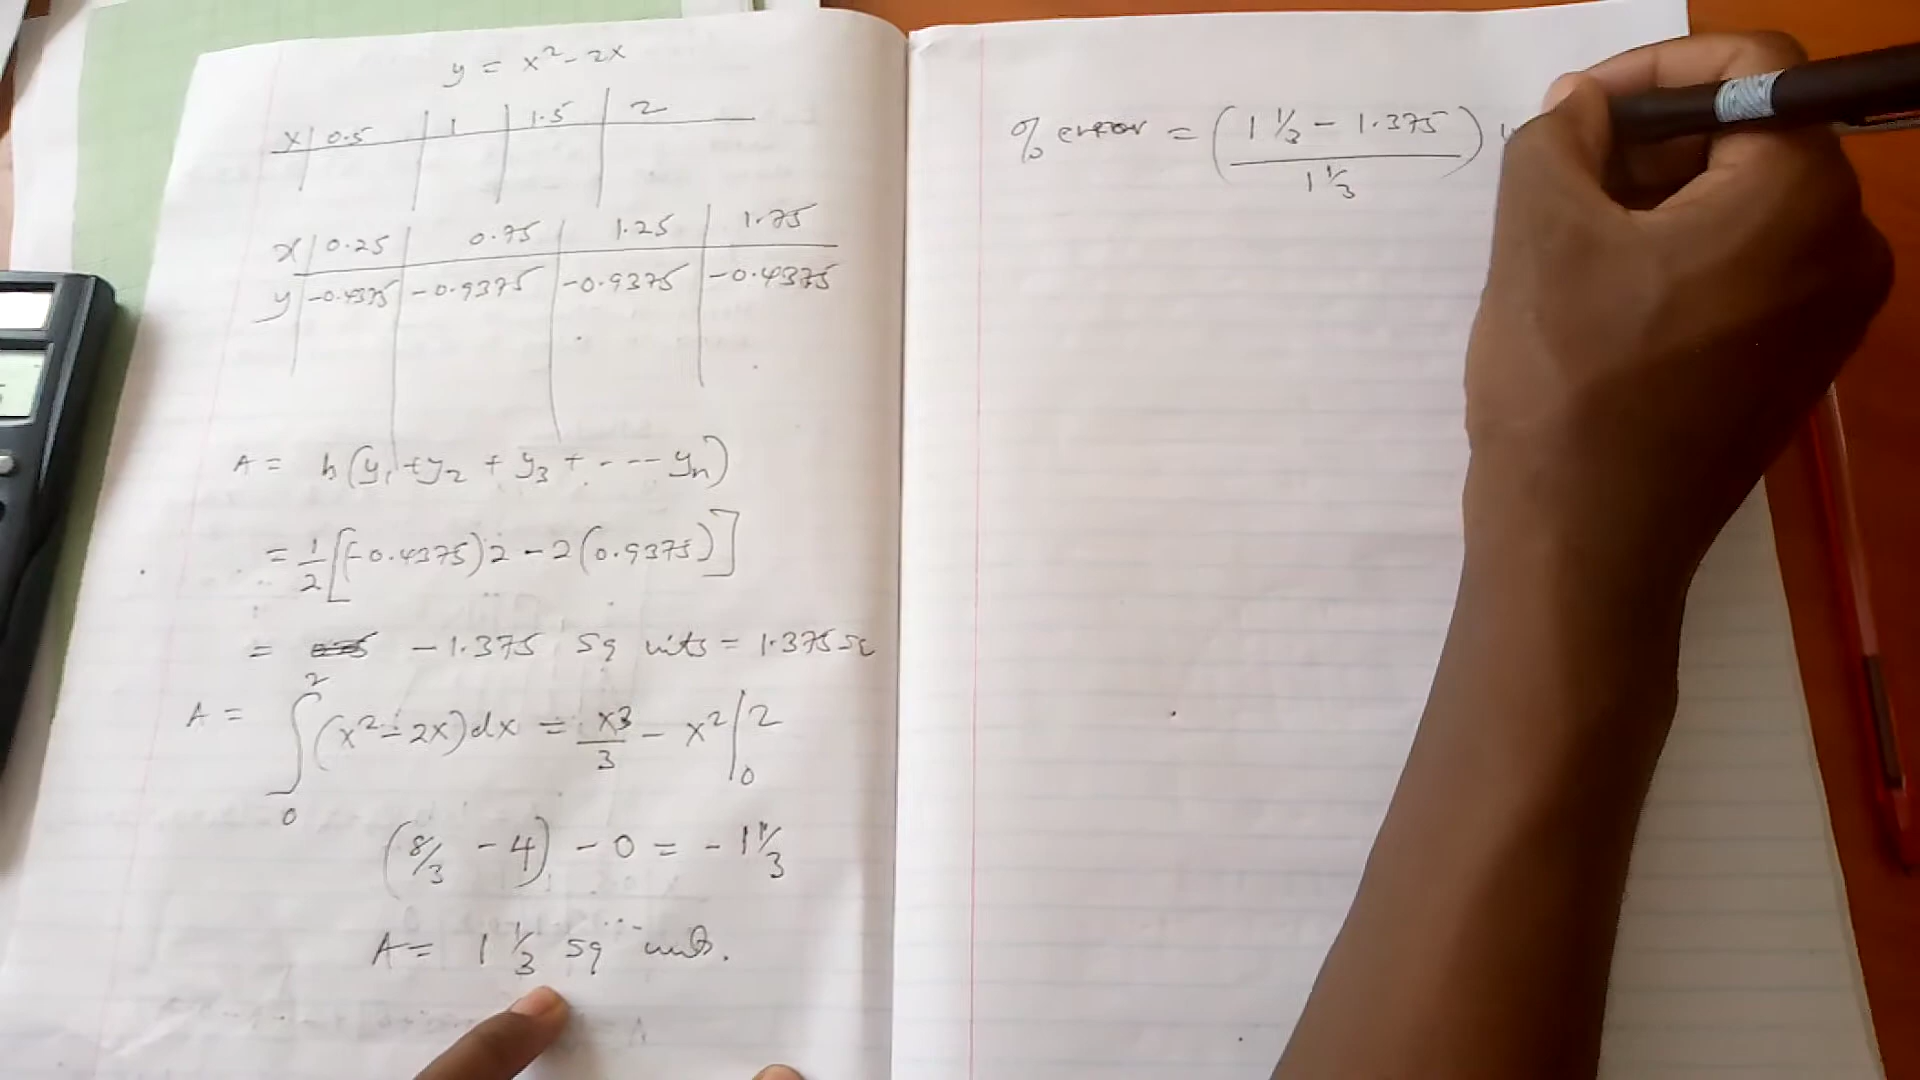 y = x² - 2x
x | 0.5 | 1 | 1.5 | 2
x | 0.25 | 0.75 | 1.25 | 1.75
y | -0.4375 | -0.9375 | -0.9375 | -0.4375
A = h(y₁ + y₂ + y₃ + ---- yₙ)
= 1/2 [(-0.4375)2 - 2(0.9375)]
= -1.375 Sq units = 1.375 Sq
A = ∫₀² (x² - 2x)dx = x³/3 - x² |₀²
(8/3 - 4) - 0 = - 1 1/3
A = 1 1/3 Sq units.
% error = ( (1 1/3 - 1.375) / (1 1/3) )